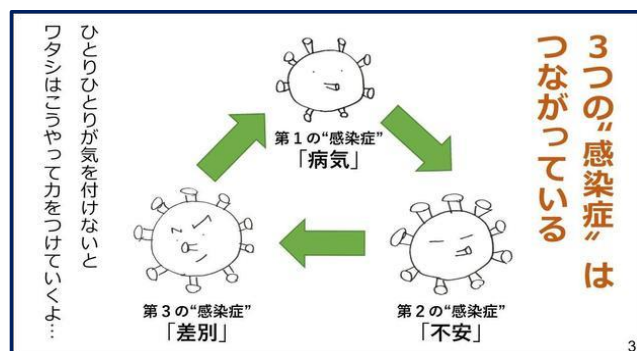 ３つの“感染症”は
つながっている
第１の“感染症”
「病気」
第２の“感染症”
「不安」
第３の“感染症”
「差別」
ひとりひとりが気を付けないと
ワタシはこうやって力をつけていくよ…
3